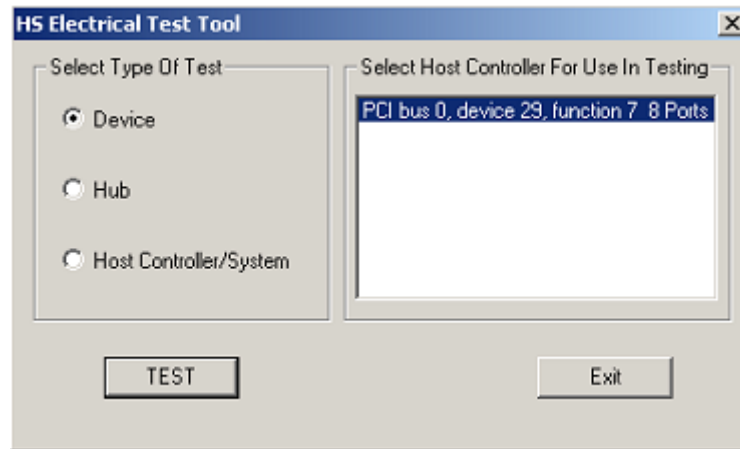 HS Electrical Test Tool
Select Type Of Test
Device
Hub
Host Controller/System
Select Host Controller For Use In Testing
PCI bus 0, device 29, function 7 8 Ports
TEST
Exit